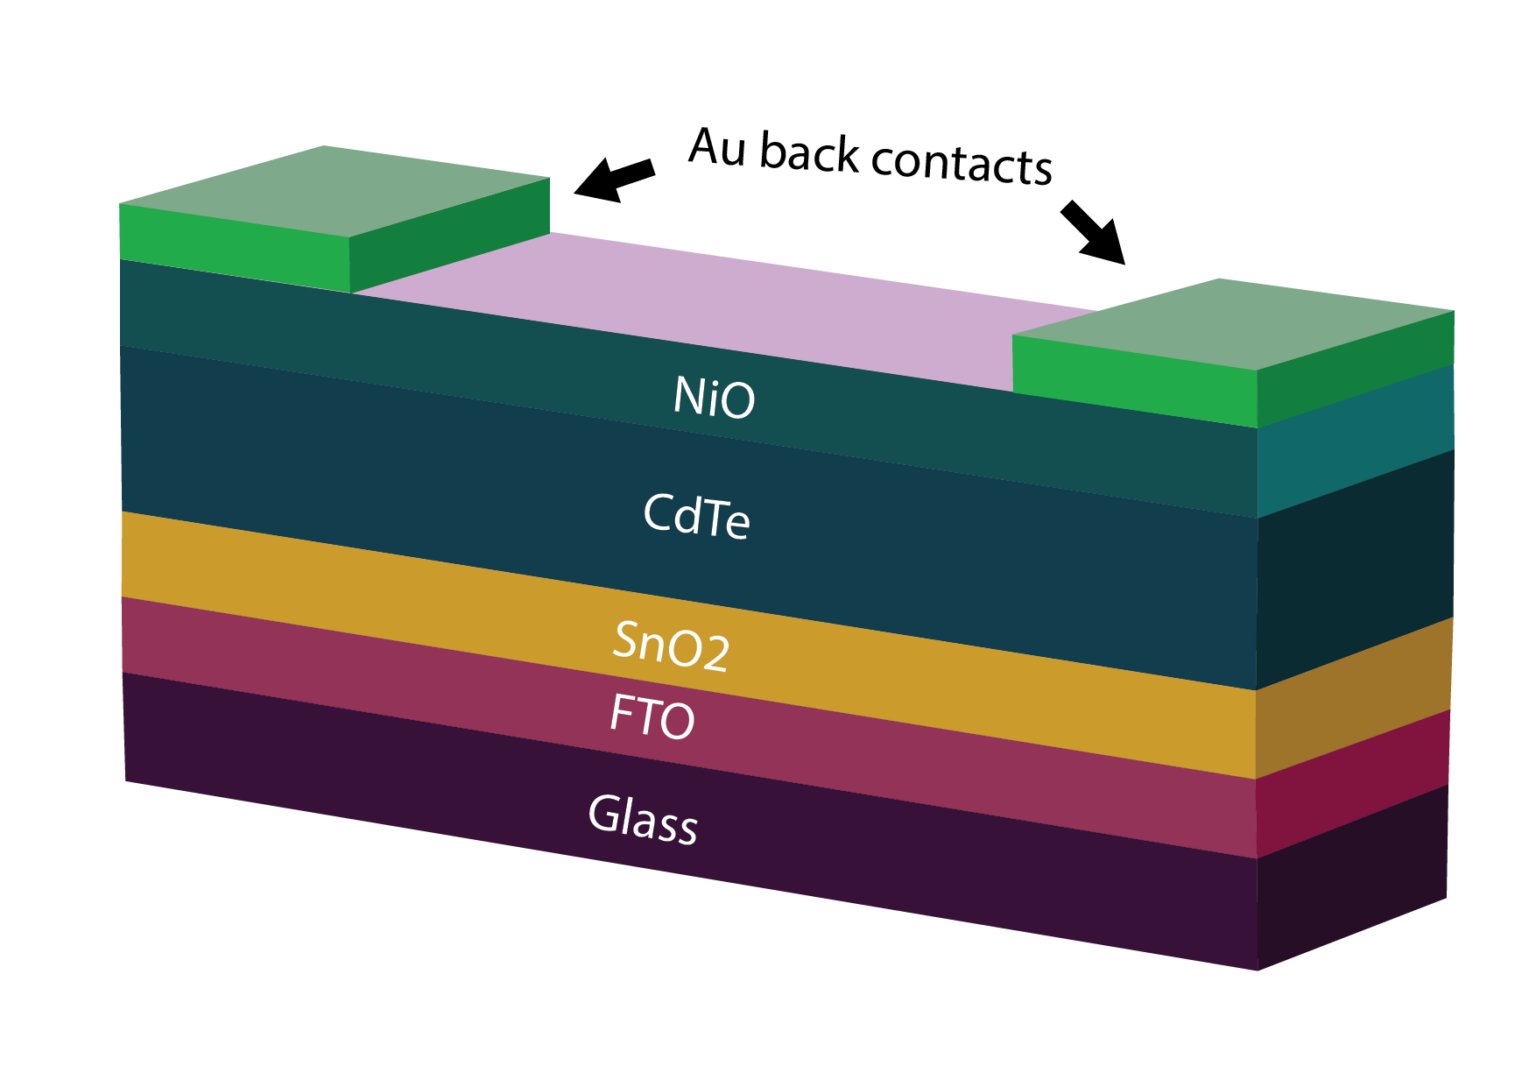 Au back contacts
NiO
CdTe
SnO2
FTO
Glass